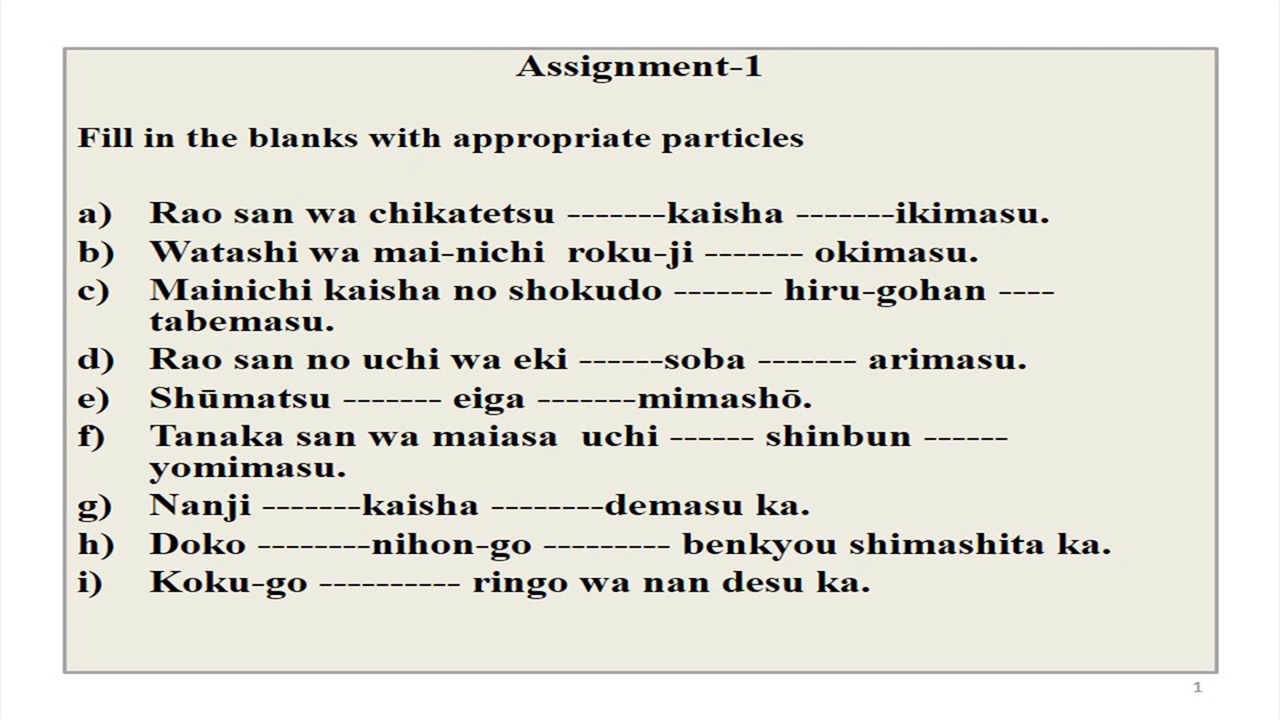 Assignment-1
Fill in the blanks with appropriate particles
a) Rao san wa chikatetsu -------kaisha -------ikimasu.
b) Watashi wa mai-nichi roku-ji ------- okimasu.
c) Mainichi kaisha no shokudo ------- hiru-gohan ----
tabemasu.
d) Rao san no uchi wa eki ------soba ------- arimasu.
e) Shūmatsu ------- eiga -------mimashō.
f) Tanaka san wa maiasa uchi ------ shinbun ------
yomimasu.
g) Nanji -------kaisha --------demasu ka.
h) Doko --------nihon-go --------- benkyou shimashita ka.
i) Koku-go ---------- ringo wa nan desu ka.
1